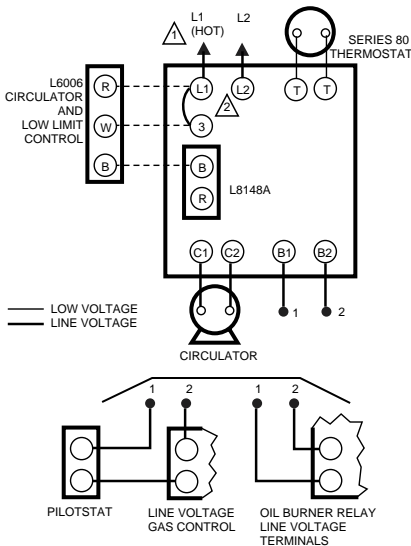 1
L1
(HOT)
L2
SERIES 80
THERMOSTAT
L6006
CIRCULATOR
AND
LOW LIMIT
CONTROL
R
W
B
L1
2
L2
T
T
3
B
R
L8148A
C1
C2
B1
B2
1
2
LOW VOLTAGE
LINE VOLTAGE
CIRCULATOR
1
2
1
2
PILOTSTAT
LINE VOLTAGE
GAS CONTROL
OIL BURNER RELAY
LINE VOLTAGE
TERMINALS